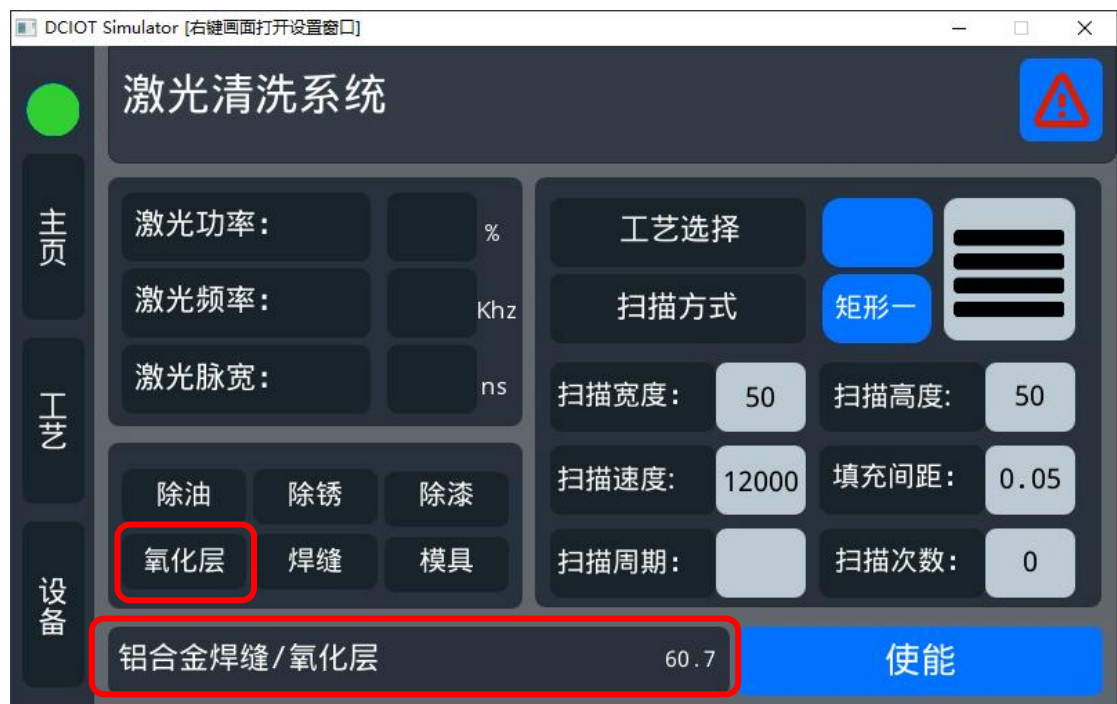 DCIOT Simulator [右键画面打开设置窗口]
激光清洗系统
主页
工艺
设备
激光功率:
%
激光频率:
Khz
激光脉宽:
ns
除油 除锈 除漆
氧化层 焊缝 模具
铝合金焊缝/氧化层 60.7
工艺选择
扫描方式 矩形一
扫描宽度: 50 扫描高度: 50
扫描速度: 12000 填充间距: 0.05
扫描周期: 扫描次数: 0
使能